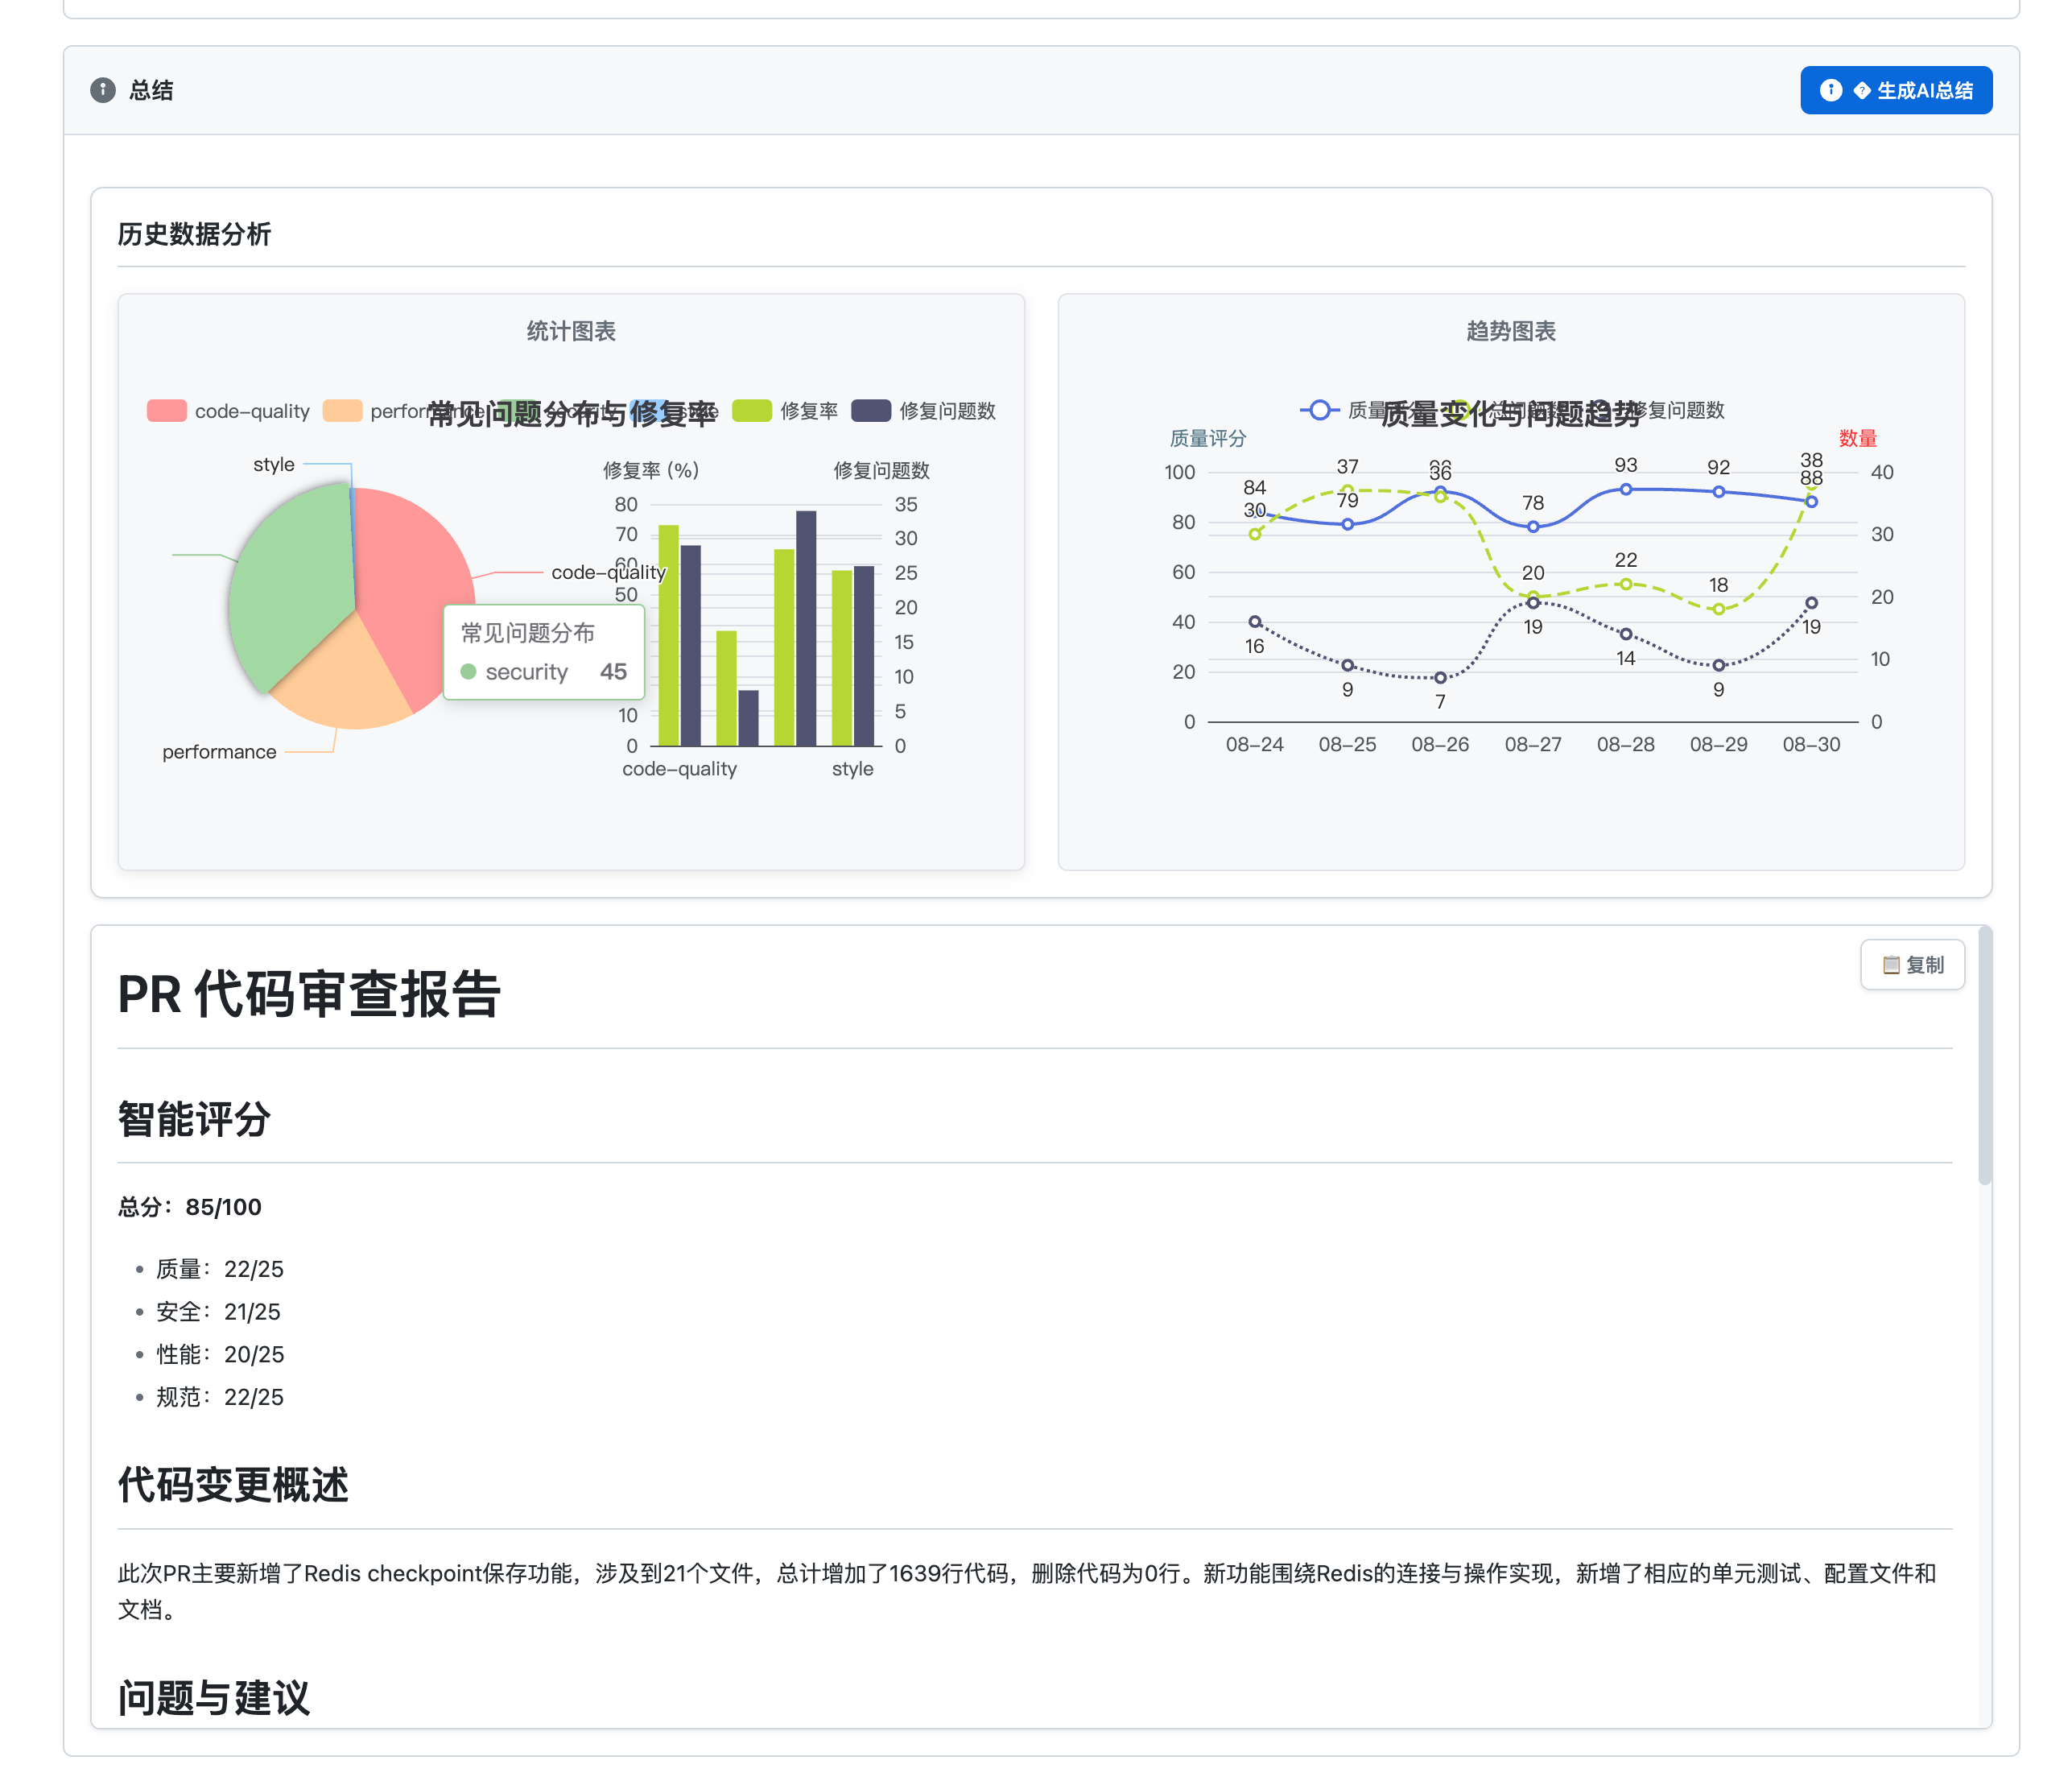 总结
生成AI总结
历史数据分析
统计图表
常见问题分布与修复率
code-quality performance security style 修复率 修复问题数
style
code-quality
performance
常见问题分布
security 45
修复率 (%)
修复问题数
80
70
60
50
10
0
35
30
25
20
15
10
5
0
code-quality style
趋势图表
质量变化与问题趋势
修复问题数
质量评分
数量
100
80
60
40
20
0
40
30
20
10
0
84
30
37
79
36
78
93
92
38
88
20
22
18
16
9
7
19
14
9
19
08-24 08-25 08-26 08-27 08-28 08-29 08-30
复制
PR 代码审查报告
智能评分
总分：85/100
质量：22/25
安全：21/25
性能：20/25
规范：22/25
代码变更概述
此次PR主要新增了Redis checkpoint保存功能，涉及到21个文件，总计增加了1639行代码，删除代码为0行。新功能围绕Redis的连接与操作实现，新增了相应的单元测试、配置文件和
文档。
问题与建议